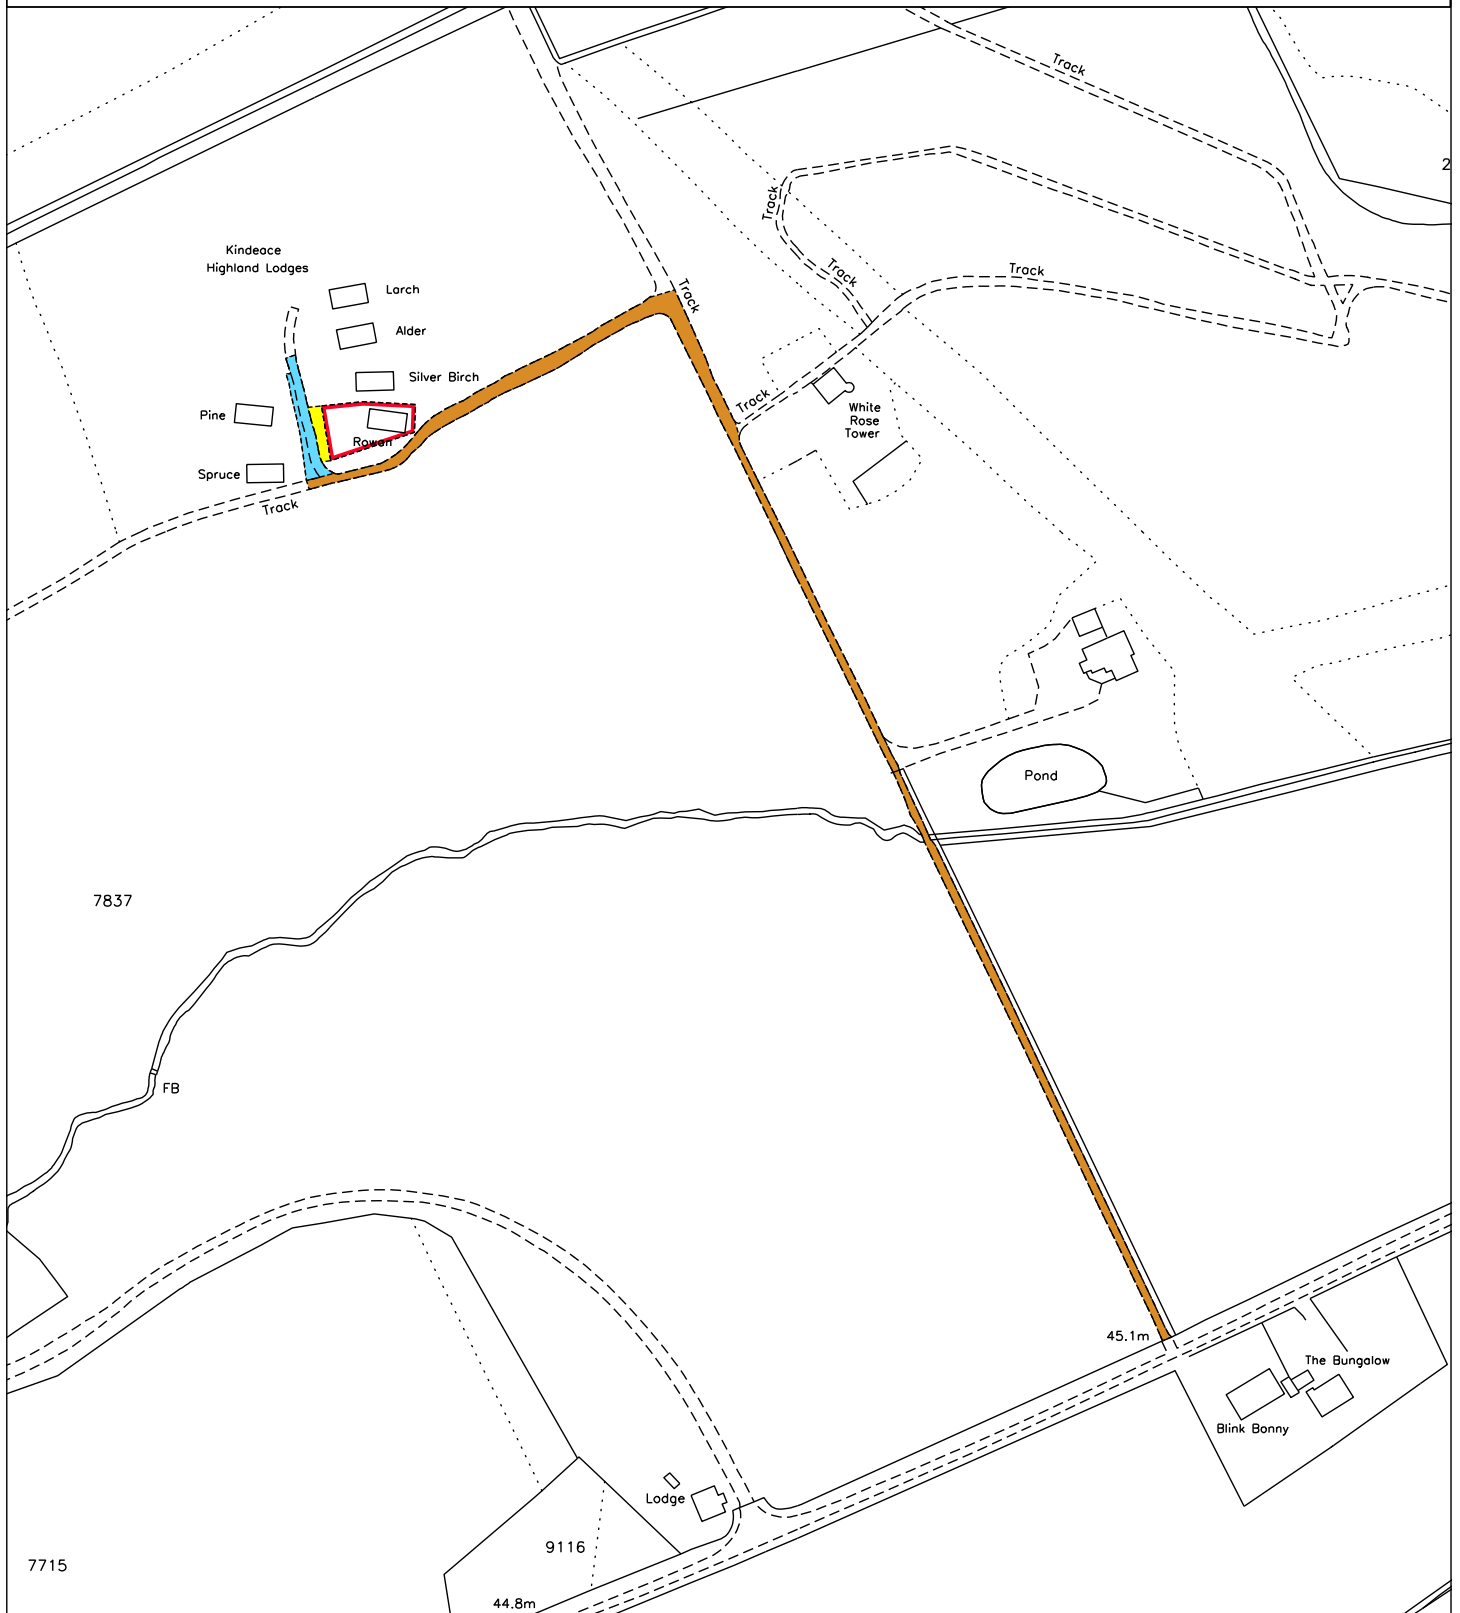 Track
2
Track
Kindeace
Highland Lodges
Track
Track
Larch
Track
Alder
Silver Birch
Track
Pine
White
Rose
Tower
Rowan
Spruce
Track
Pond
7837
FB
45.1m
The Bungalow
Blink Bonny
Lodge
9116
7715
44.8m